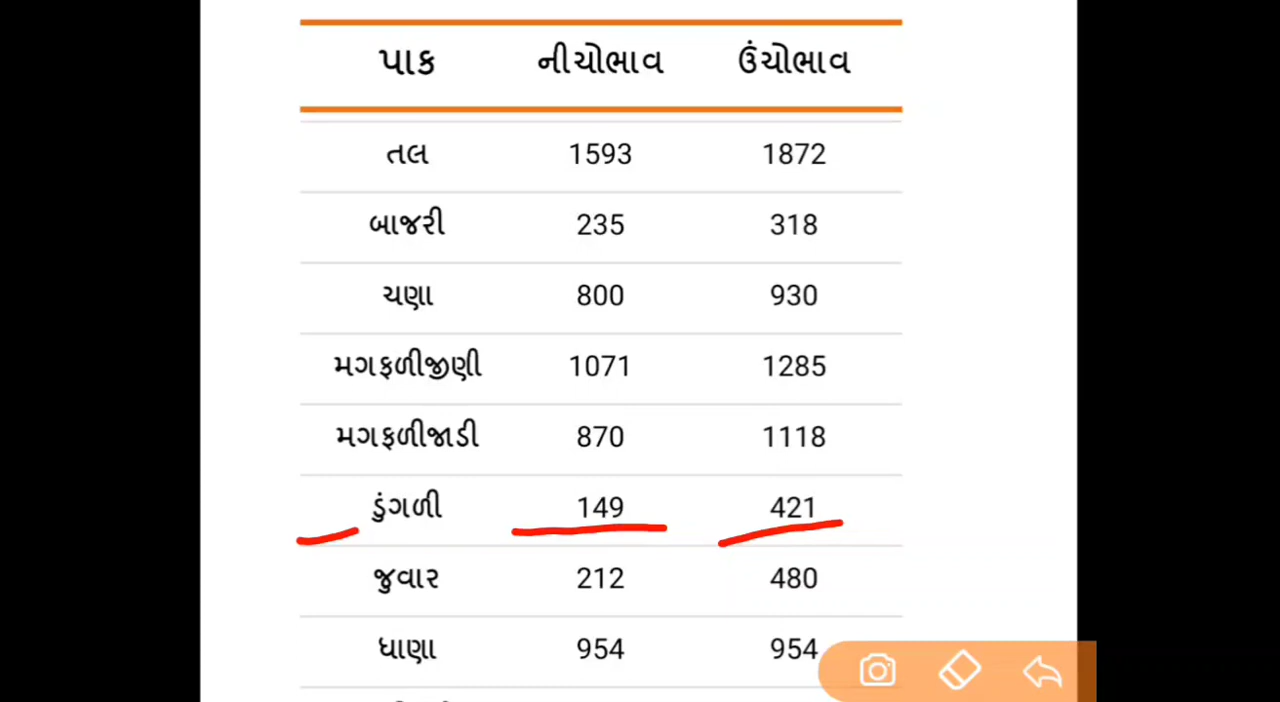 પાક નીચોભાવ ઉંચોભાવ
તલ 1593 1872
બાજરી 235 318
ચણા 800 930
મગફળીજીણી 1071 1285
મગફળીજાડી 870 1118
ડુંગળી 149 421
જુવાર 212 480
ધાણા 954 954